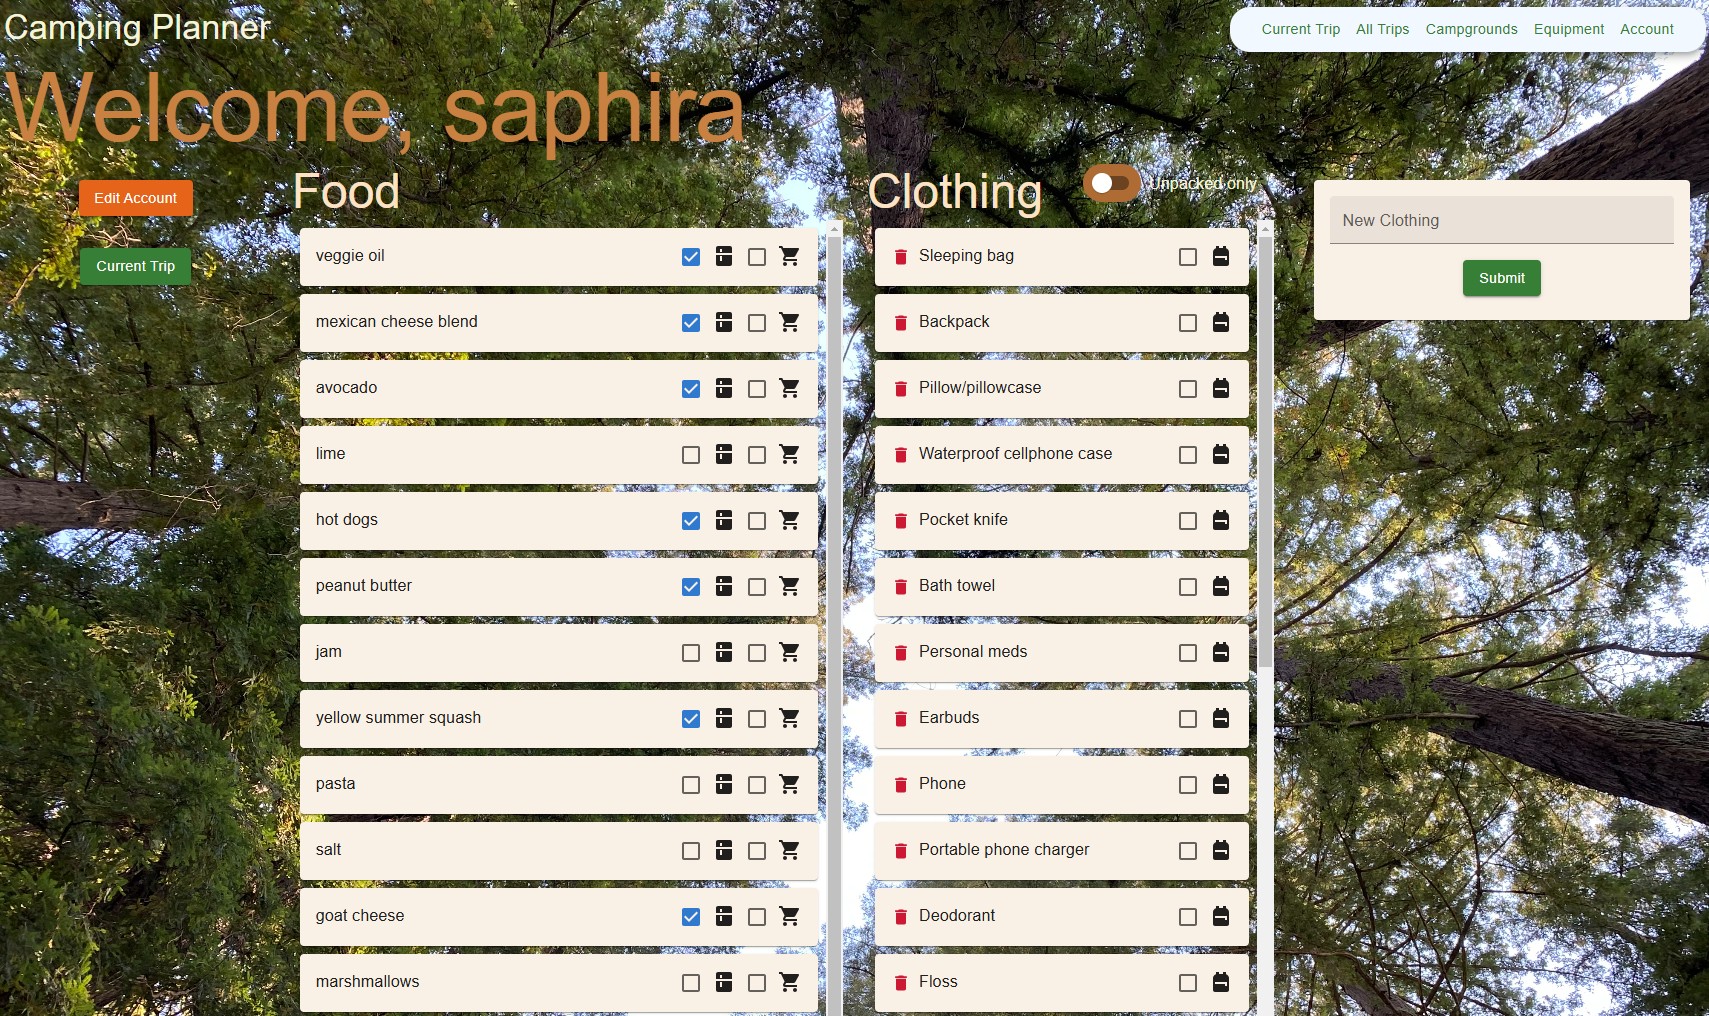 Camping Planner
Current Trip All Trips Campgrounds Equipment Account
Welcome, saphira
Edit Account
Current Trip
Food
veggie oil
mexican cheese blend
avocado
lime
hot dogs
peanut butter
jam
yellow summer squash
pasta
salt
goat cheese
marshmallows
Clothing
Unpacked only
Sleeping bag
Backpack
Pillow/pillowcase
Waterproof cellphone case
Pocket knife
Bath towel
Personal meds
Earbuds
Phone
Portable phone charger
Deodorant
Floss
New Clothing
Submit